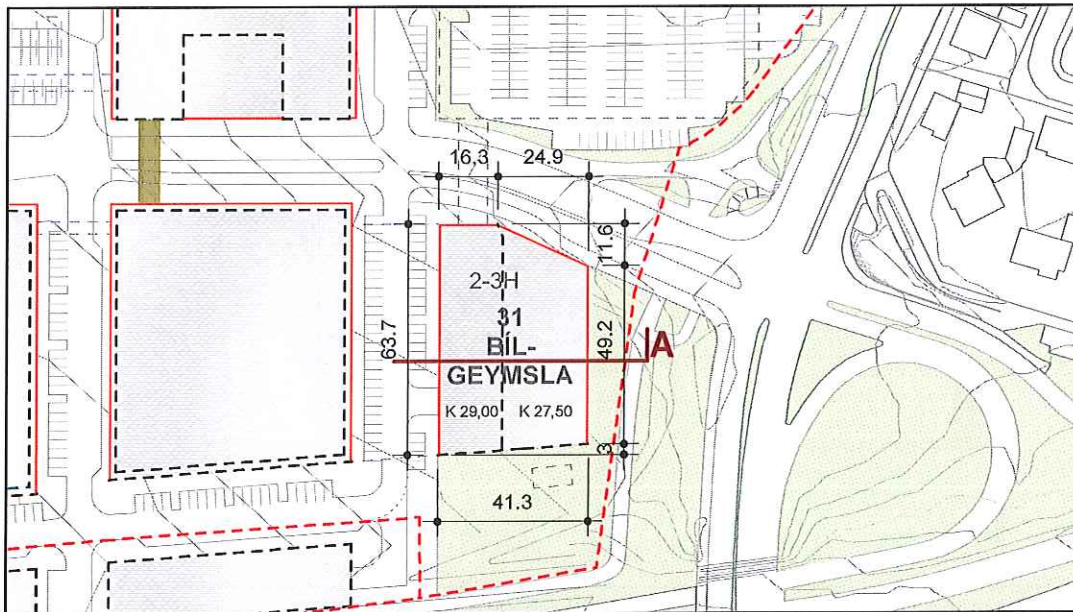 16,3 24.9
11.6
2-3H
31
BÍL-
GEYMSLA
63.7
49.2
A
K 29,00 K 27,50
3
41.3